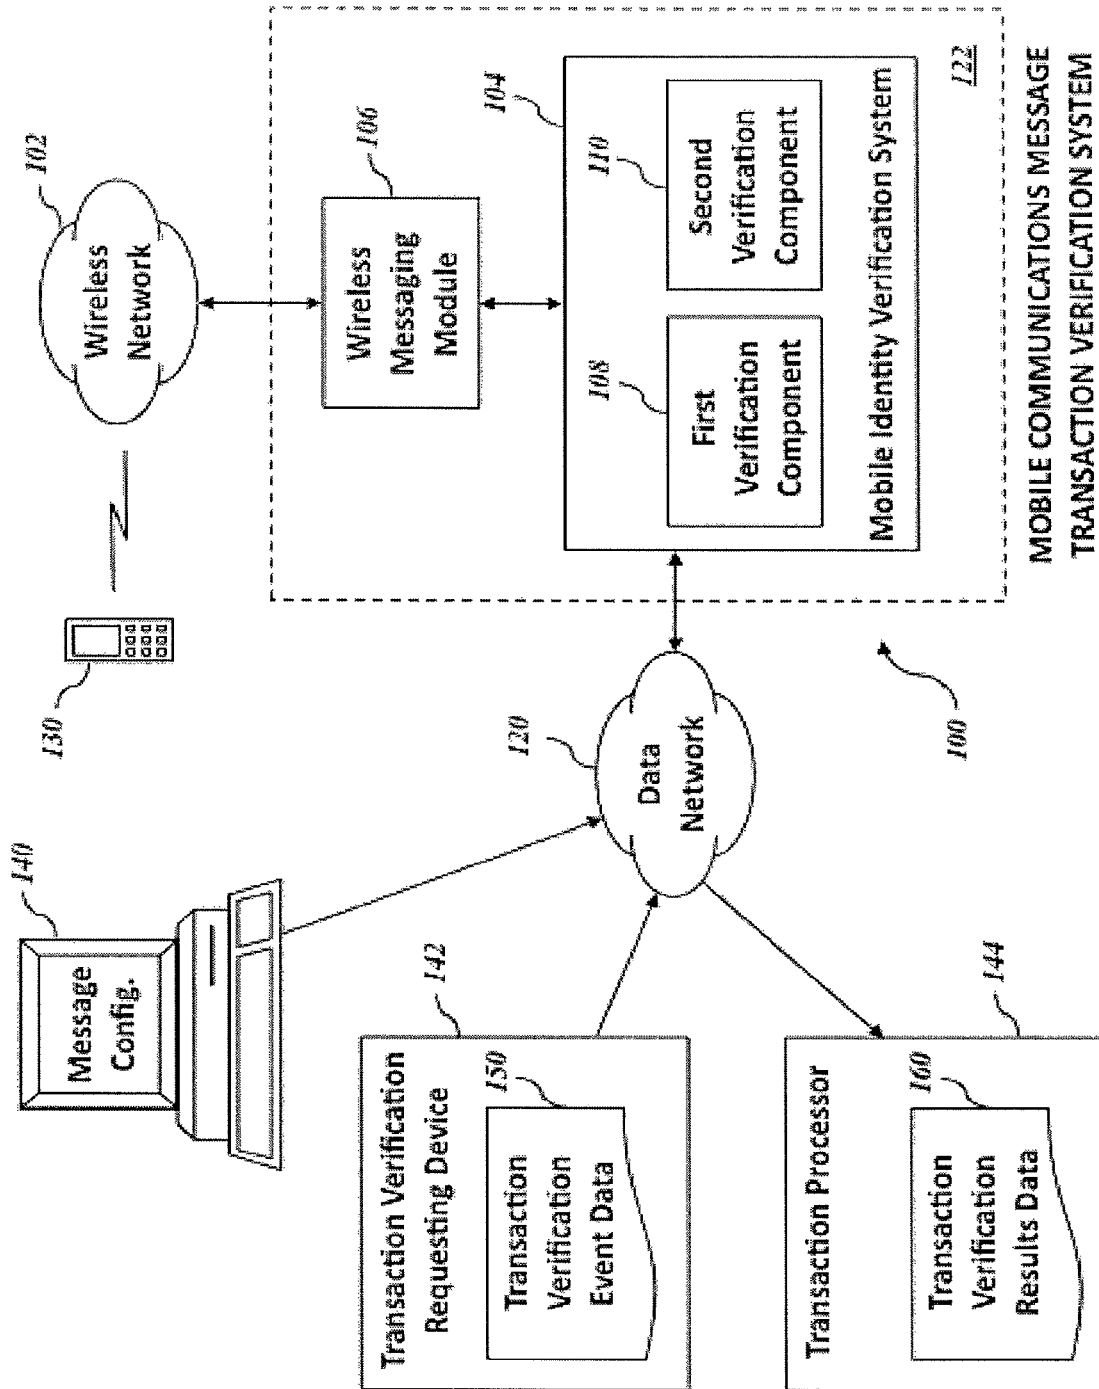 140
Message
Config.
130
102
Wireless
Network
Transaction Verification
Requesting Device
142
150
Transaction
Verification
Event Data
120
Data
Network
106
Wireless
Messaging
Module
104
108
First
Verification
Component
110
Second
Verification
Component
Mobile Identity Verification System
122
Transaction Processor
144
160
Transaction
Verification
Results Data
100
MOBILE COMMUNICATIONS MESSAGE
TRANSACTION VERIFICATION SYSTEM